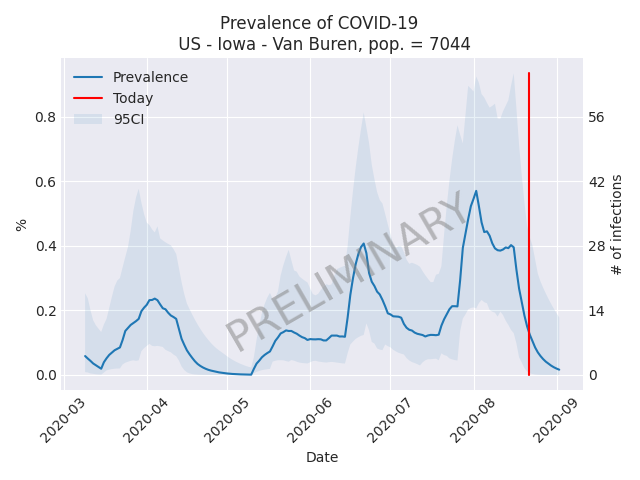 Prevalence of COVID-19
US - Iowa - Van Buren, pop. = 7044
Prevalence
Today
95CI
PRELIMINARY
%
0.8
0.6
0.4
0.2
0.0
56
42
28
14
0
# of infections
2020-03
2020-04
2020-05
2020-06
2020-07
2020-08
2020-09
Date